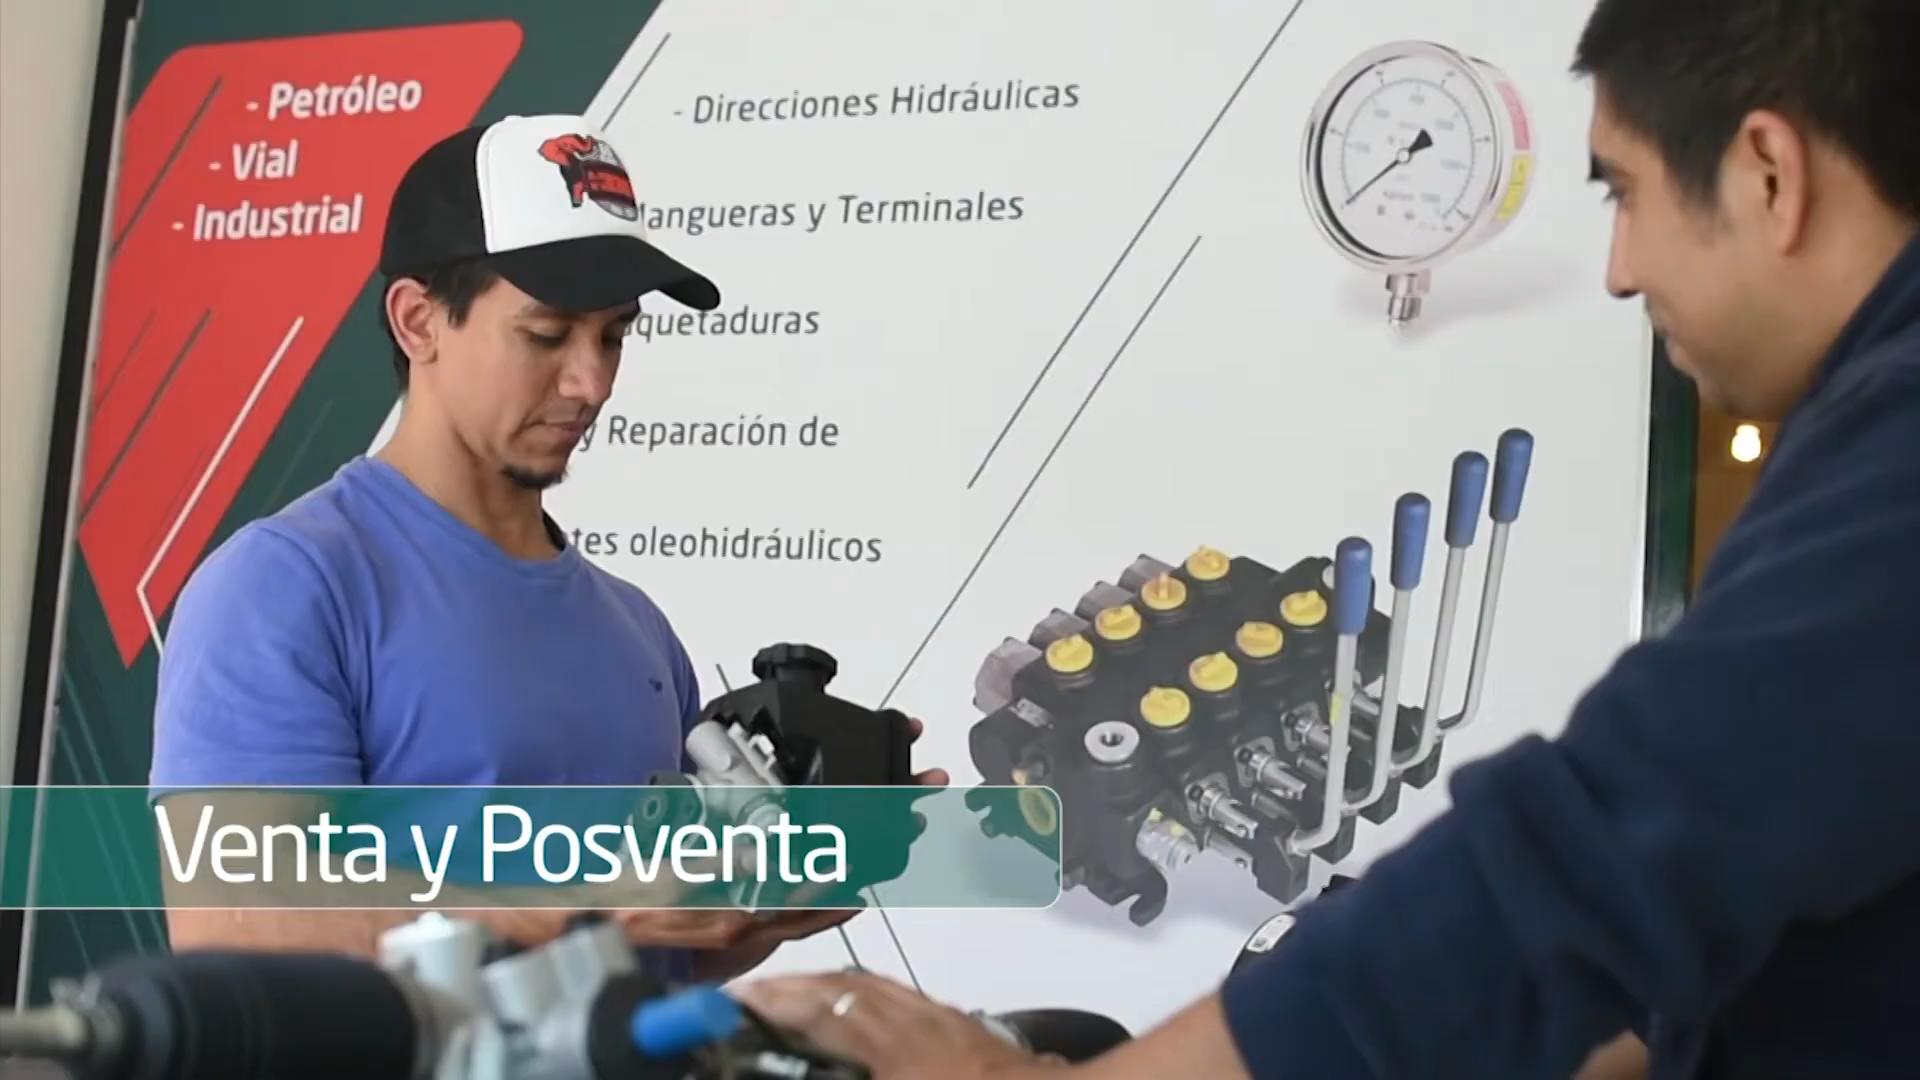 - Petróleo
- Vial
- Industrial
- Direcciones Hidráulicas
angueras y Terminales
quetaduras
y Reparación de
tes oleohidráulicos
Venta y Posventa